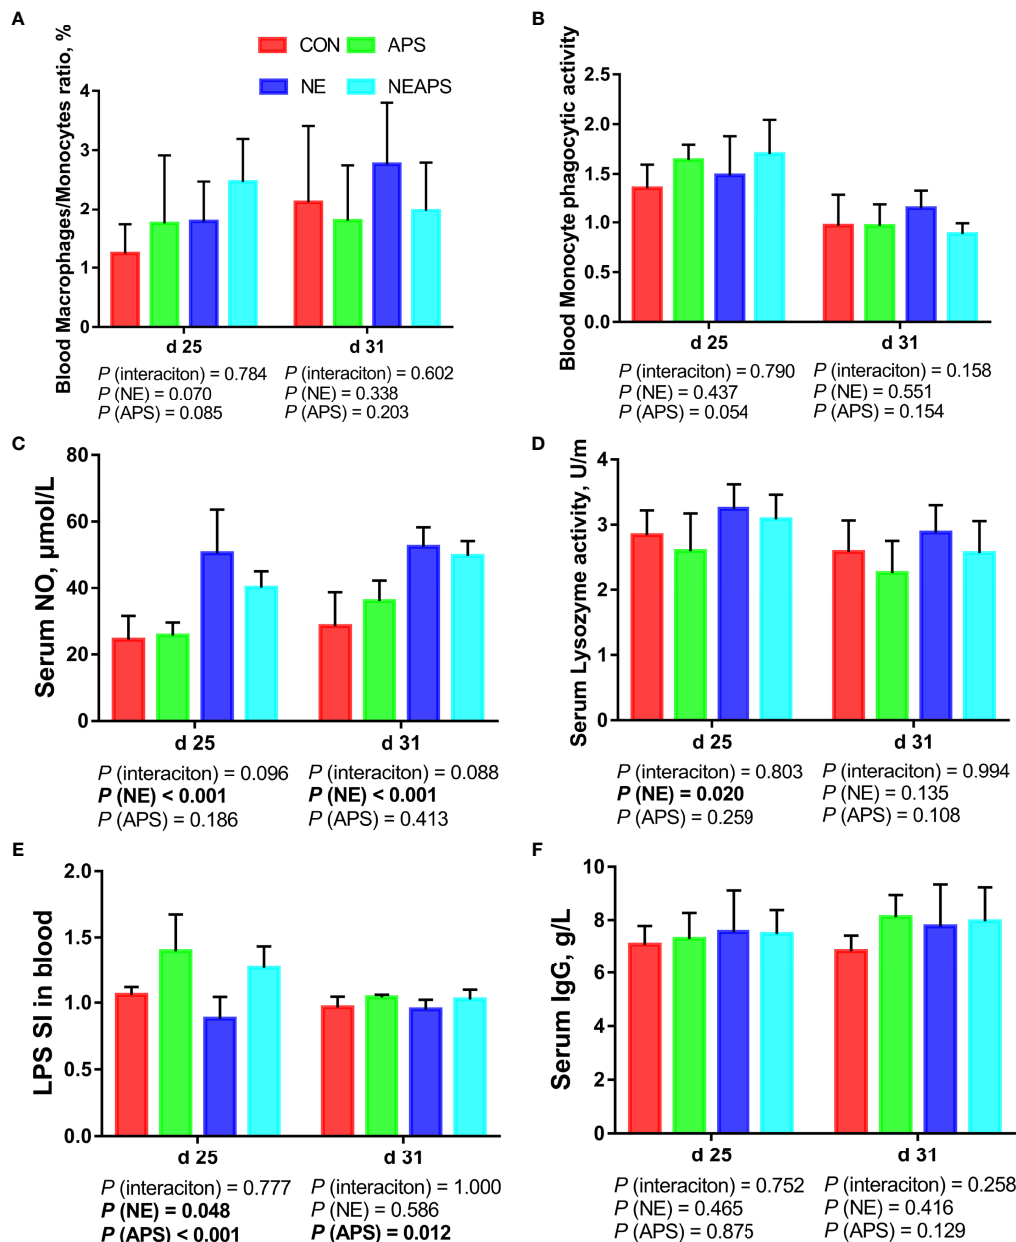 A
Blood Macrophages/Monocytes ratio, %
CON
APS
NE
NEAPS
4
3
2
1
0
d 25
d 31
P (interaciton) = 0.784
P (NE) = 0.070
P (APS) = 0.085
P (interaciton) = 0.602
P (NE) = 0.338
P (APS) = 0.203
B
Blood Monocyte phagocytic activity
2.5
2.0
1.5
1.0
0.5
0.0
d 25
d 31
P (interaciton) = 0.790
P (NE) = 0.437
P (APS) = 0.054
P (interaciton) = 0.158
P (NE) = 0.551
P (APS) = 0.154
C
Serum NO, μmol/L
80
60
40
20
0
d 25
d 31
P (interaciton) = 0.096
P (NE) < 0.001
P (APS) = 0.186
P (interaciton) = 0.088
P (NE) < 0.001
P (APS) = 0.413
D
Serum Lysozyme activity, U/m
4
3
2
1
0
d 25
d 31
P (interaciton) = 0.803
P (NE) = 0.020
P (APS) = 0.259
P (interaciton) = 0.994
P (NE) = 0.135
P (APS) = 0.108
E
LPS SI in blood
2.0
1.5
1.0
0.5
0.0
d 25
d 31
P (interaciton) = 0.777
P (NE) = 0.048
P (APS) < 0.001
P (interaciton) = 1.000
P (NE) = 0.586
P (APS) = 0.012
F
Serum IgG, g/L
10
8
6
4
2
0
d 25
d 31
P (interaciton) = 0.752
P (NE) = 0.465
P (APS) = 0.875
P (interaciton) = 0.258
P (NE) = 0.416
P (APS) = 0.129